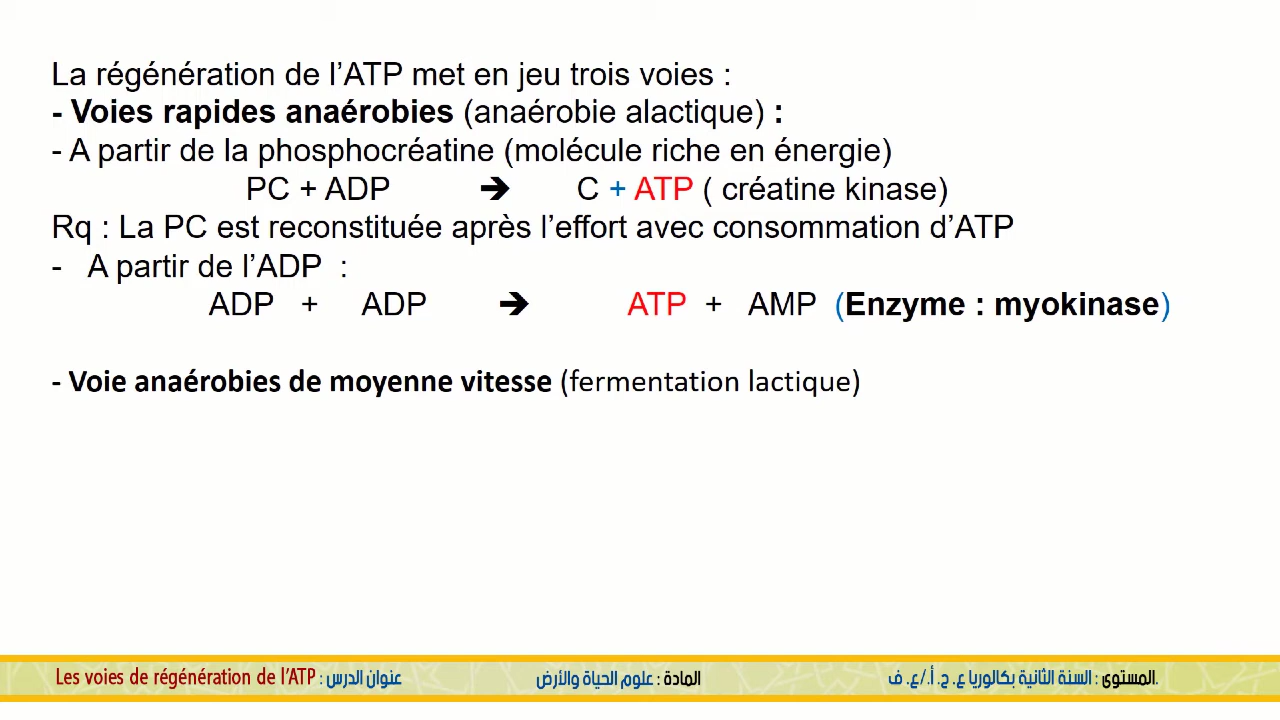 La régénération de l’ATP met en jeu trois voies :
- Voies rapides anaérobies (anaérobie alactique) :
- A partir de la phosphocréatine (molécule riche en énergie)
PC + ADP ➔ C + ATP ( créatine kinase)
Rq : La PC est reconstituée après l’effort avec consommation d’ATP
- A partir de l’ADP :
ADP + ADP ➔ ATP + AMP (Enzyme : myokinase)
- Voie anaérobies de moyenne vitesse (fermentation lactique)
المستوى : السنة الثانية بكالوريا ع. ح. أ./ع. ف.
المادة : علوم الحياة والأرض
عنوان الدرس : Les voies de régénération de l’ATP